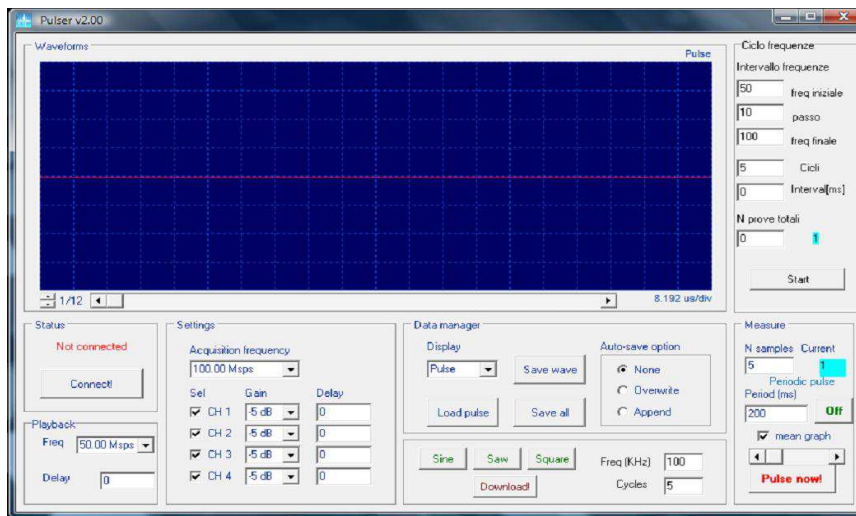 Pulser v2.00
Waveforms
Pulse
1/12
8.192 us/div
Ciclo frequenze
Intervallo frequenze
50 freq iniziale
10 passo
100 freq finale
5 Cicli
0 Interval[ms]
N prove totali
0 1
Start
Status
Not connected
Connect!
Playback
Freq 50.00 Msps
Delay 0
Settings
Acquisition frequency
100.00 Msps
Sel Gain Delay
CH 1 -5 dB 0
CH 2 -5 dB 0
CH 3 -5 dB 0
CH 4 -5 dB 0
Data manager
Display
Pulse
Save wave
Load pulse
Save all
Auto-save option
None
Overwrite
Append
Sine Saw Square
Download!
Freq (KHz) 100
Cycles 5
Measure
N samples Current
5 1
Periodic pulse
Period (ms)
200 Off
mean graph
Pulse now!